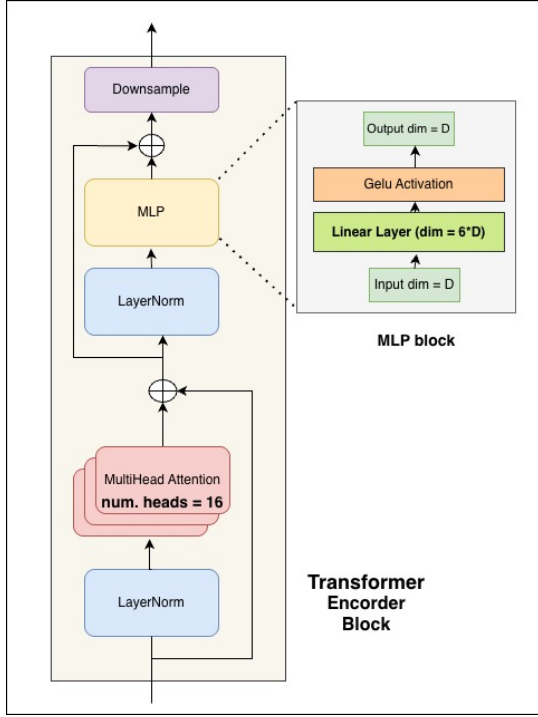 Downsample
MLP
LayerNorm
MultiHead Attention
num. heads = 16
LayerNorm
Output dim = D
Gelu Activation
Linear Layer (dim = 6*D)
Input dim = D
MLP block
Transformer
Encorder
Block